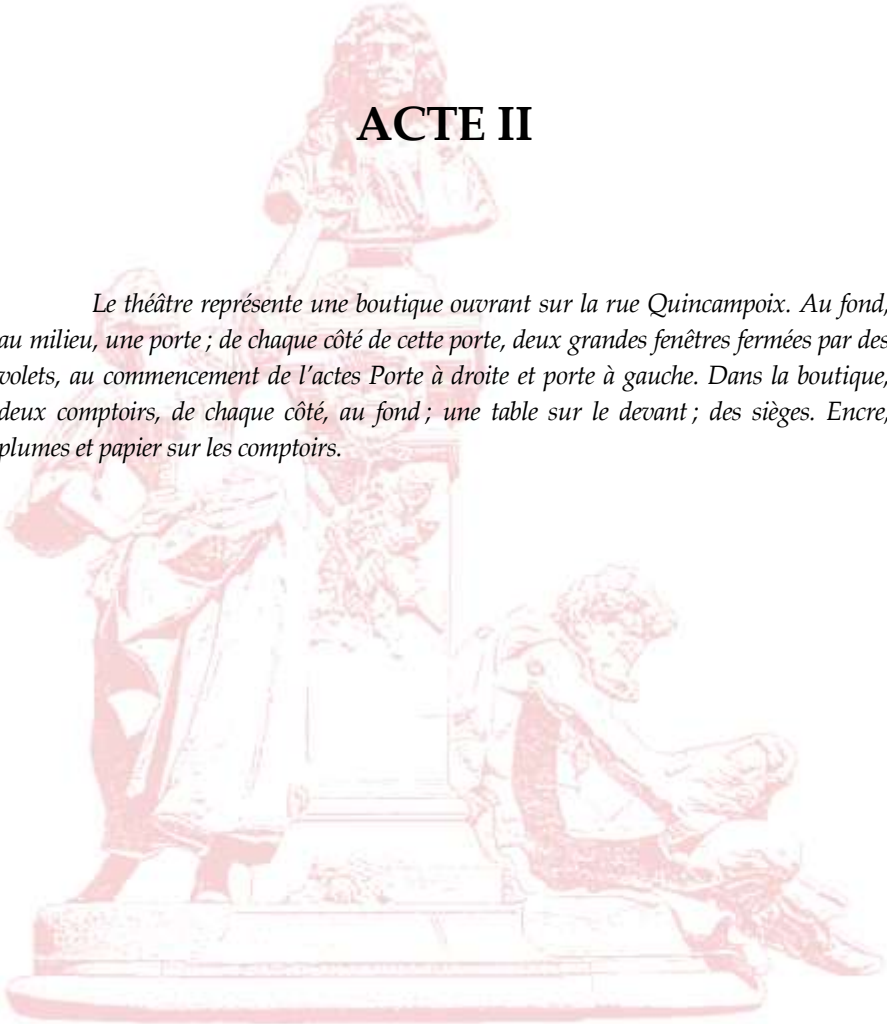 ACTE II
Le théâtre représente une boutique ouvrant sur la rue Quincampoix. Au fond,
au milieu, une porte ; de chaque côté de cette porte, deux grandes fenêtres fermées par des
volets, au commencement de l’actes Porte à droite et porte à gauche. Dans la boutique,
deux comptoirs, de chaque côté, au fond ; une table sur le devant ; des sièges. Encre,
plumes et papier sur les comptoirs.